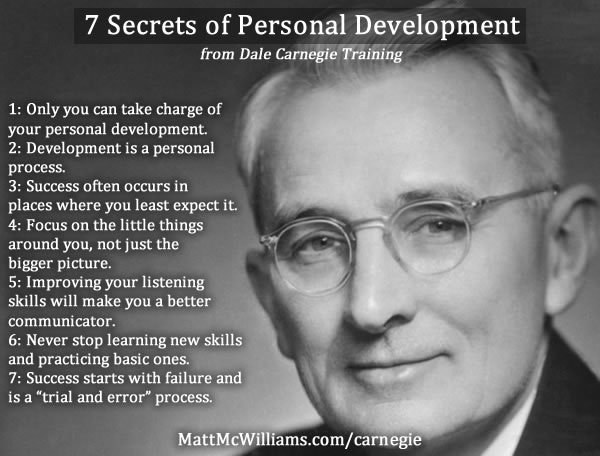 7 Secrets of Personal Development
from Dale Carnegie Training
1: Only you can take charge of
your personal development.
2: Development is a personal
process.
3: Success often occurs in
places where you least expect it.
4: Focus on the little things
around you, not just the
bigger picture.
5: Improving your listening
skills will make you a better
communicator.
6: Never stop learning new skills
and practicing basic ones.
7: Success starts with failure and
is a “trial and error” process.
MattMcWilliams.com/carnegie